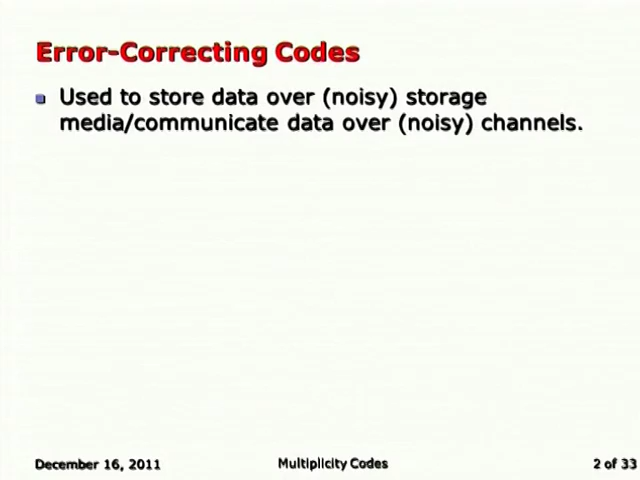 Error-Correcting Codes
Used to store data over (noisy) storage
media/communicate data over (noisy) channels.
December 16, 2011
Multiplicity Codes
2 of 33